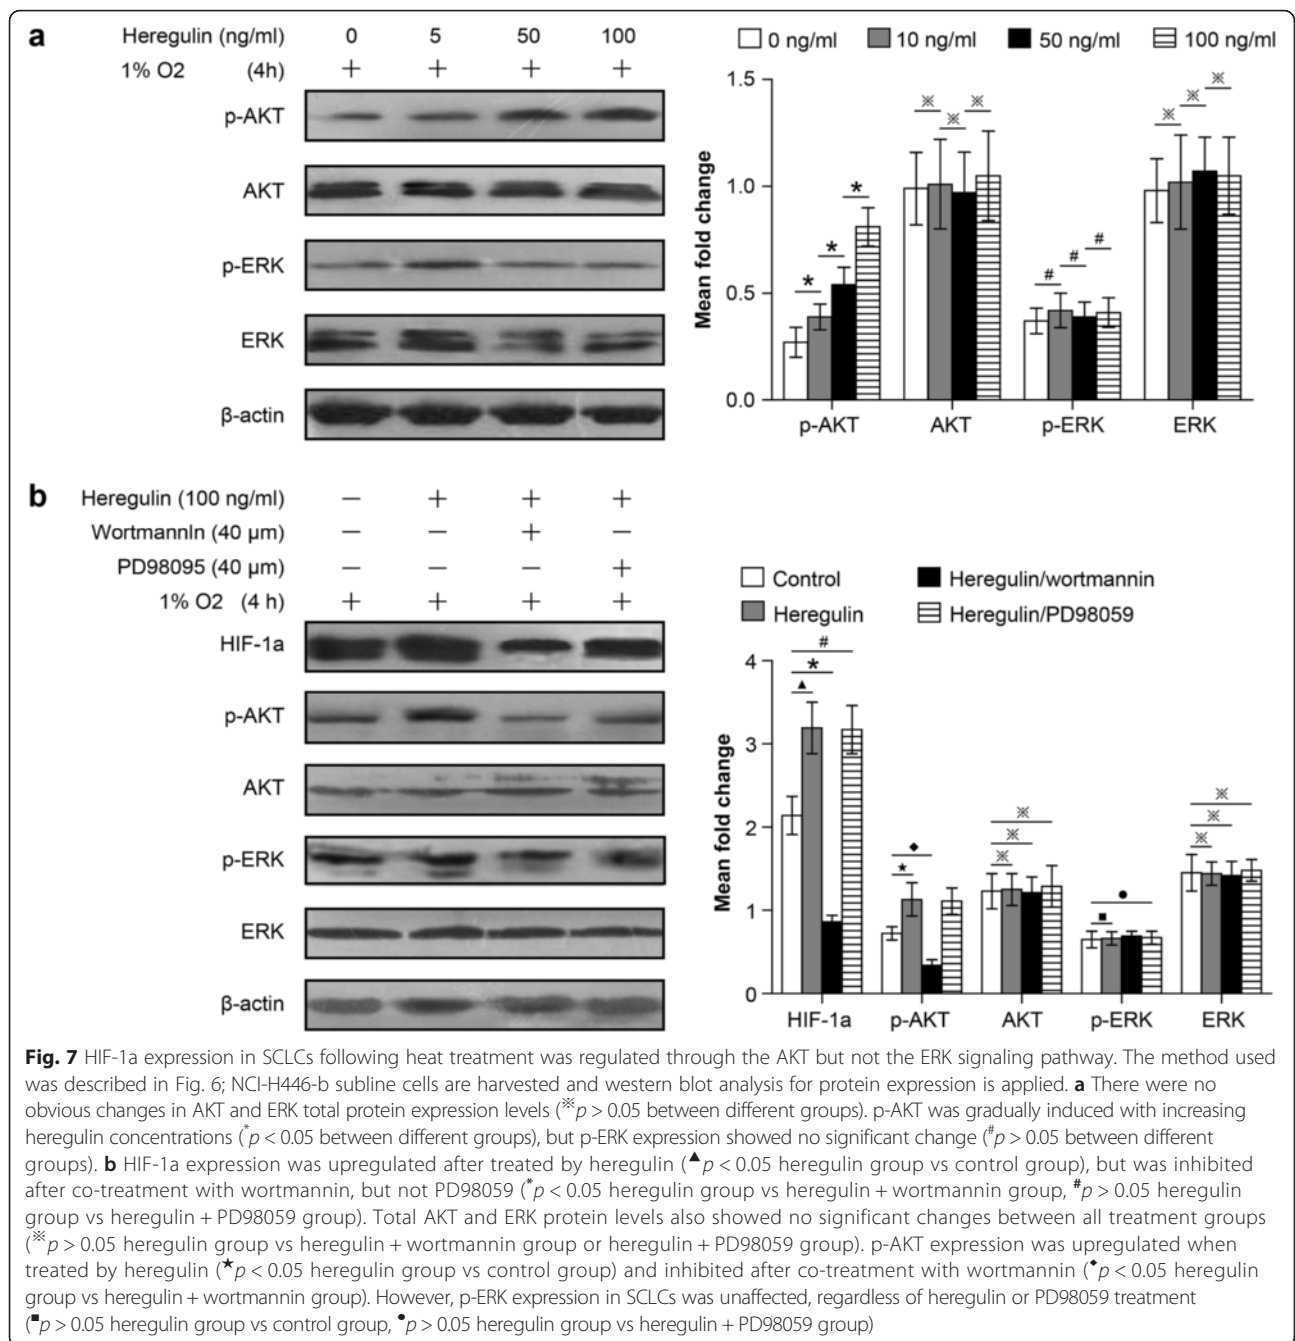 a
Heregulin (ng/ml) 0 5 50 100
1% O2 (4h) + + + +
p-AKT
AKT
p-ERK
ERK
β-actin
0 ng/ml 10 ng/ml 50 ng/ml 100 ng/ml
Mean fold change
1.5
1.0
0.5
0.0
* * *
※ ※ ※
# # #
※ ※ ※
p-AKT AKT p-ERK ERK
b
Heregulin (100 ng/ml) − + + +
WortmannIn (40 μm) − − + −
PD98095 (40 μm) − − − +
1% O2 (4 h) + + + +
HIF-1a
p-AKT
AKT
p-ERK
ERK
β-actin
Control Heregulin/wortmannin
Heregulin Heregulin/PD98059
Mean fold change
4
3
2
1
0
▲ * #
★ ◆
※ ※ ※
■ ●
※ ※ ※
HIF-1a p-AKT AKT p-ERK ERK
Fig. 7 HIF-1a expression in SCLCs following heat treatment was regulated through the AKT but not the ERK signaling pathway. The method used
was described in Fig. 6; NCI-H446-b subline cells are harvested and western blot analysis for protein expression is applied. a There were no
obvious changes in AKT and ERK total protein expression levels (※p > 0.05 between different groups). p-AKT was gradually induced with increasing
heregulin concentrations (*p < 0.05 between different groups), but p-ERK expression showed no significant change (#p > 0.05 between different
groups). b HIF-1a expression was upregulated after treated by heregulin (▲p < 0.05 heregulin group vs control group), but was inhibited
after co-treatment with wortmannin, but not PD98059 (*p < 0.05 heregulin group vs heregulin + wortmannin group, #p > 0.05 heregulin
group vs heregulin + PD98059 group). Total AKT and ERK protein levels also showed no significant changes between all treatment groups
(※p > 0.05 heregulin group vs heregulin + wortmannin group or heregulin + PD98059 group). p-AKT expression was upregulated when
treated by heregulin (★p < 0.05 heregulin group vs control group) and inhibited after co-treatment with wortmannin (◆p < 0.05 heregulin
group vs heregulin + wortmannin group). However, p-ERK expression in SCLCs was unaffected, regardless of heregulin or PD98059 treatment
(■p > 0.05 heregulin group vs control group, ●p > 0.05 heregulin group vs heregulin + PD98059 group)